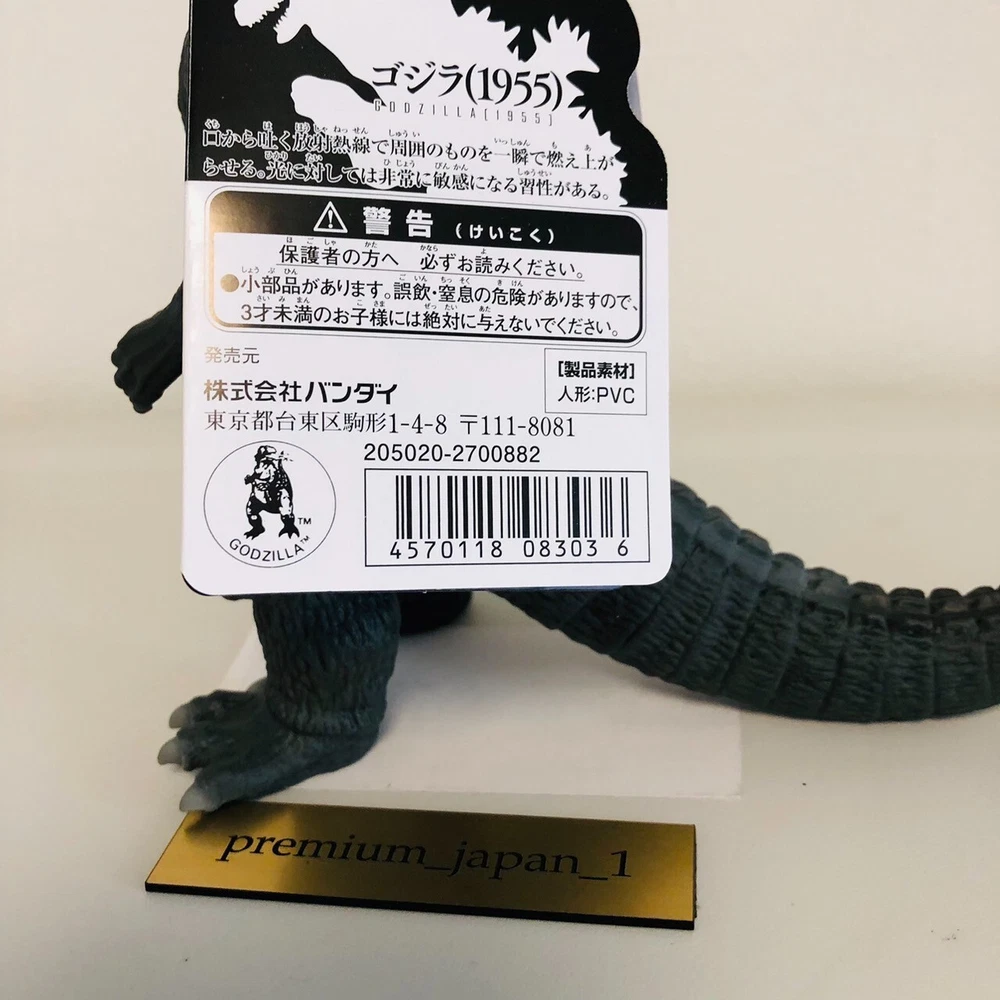 ゴジラ(1955)
GODZILLA[1955]
口から吐く放射熱線で周囲のものを一瞬で燃え上が
らせる。光に対しては非常に敏感になる習性がある。
警告(けいこく)
保護者の方へ 必ずお読みください。
●小部品があります。誤飲・窒息の危険がありますので、
3才未満のお子様には絶対に与えないでください。
発売元
株式会社バンダイ
東京都台東区駒形1-4-8 〒111-8081
[製品素材]
人形:PVC
205020-2700882
4570118 08303 6
GODZILLA™
TM
premium_japan_1